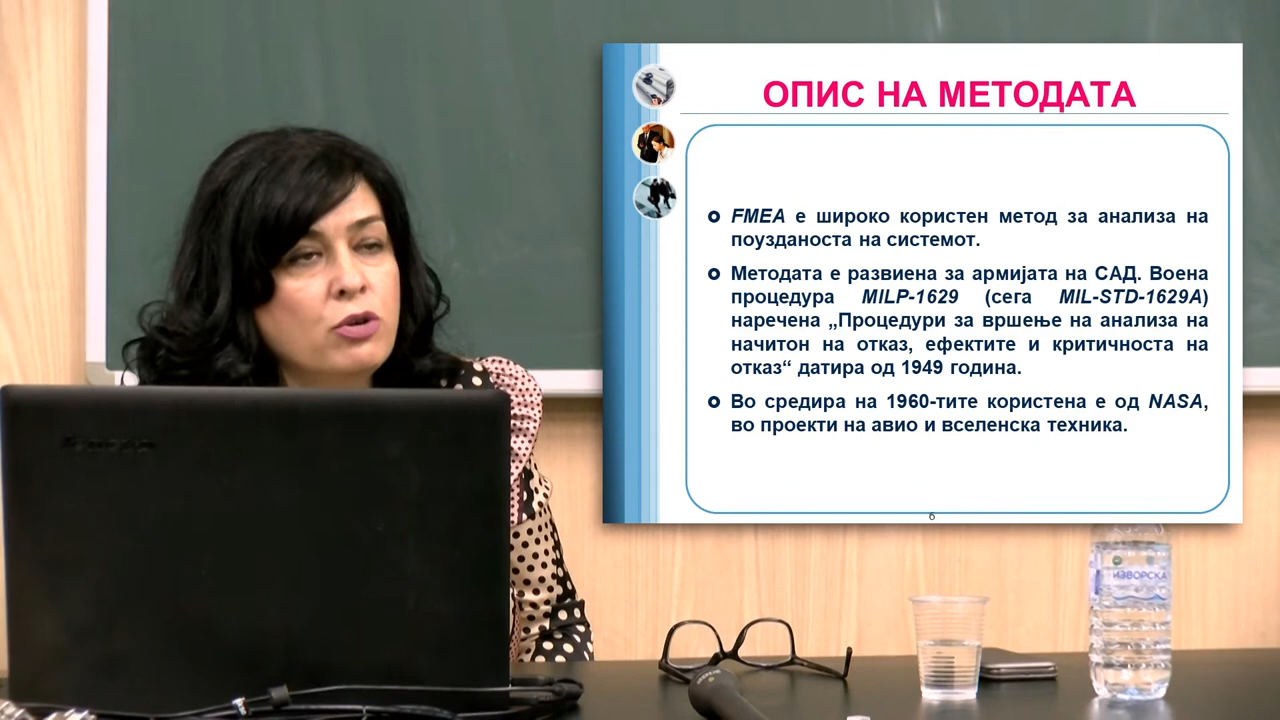 ОПИС НА МЕТОДАТА
FMEA е широко користен метод за анализа на
поузданоста на системот.
Методата е развиена за армијата на САД. Воена
процедура MILP-1629 (сега MIL-STD-1629A)
наречена „Процедури за вршење на анализа на
начитон на отказ, ефектите и критичноста на
отказ“ датира од 1949 година.
Во средира на 1960-тите користена е од NASA,
во проекти на авио и вселенска техника.
6
ИЗВОРСКА